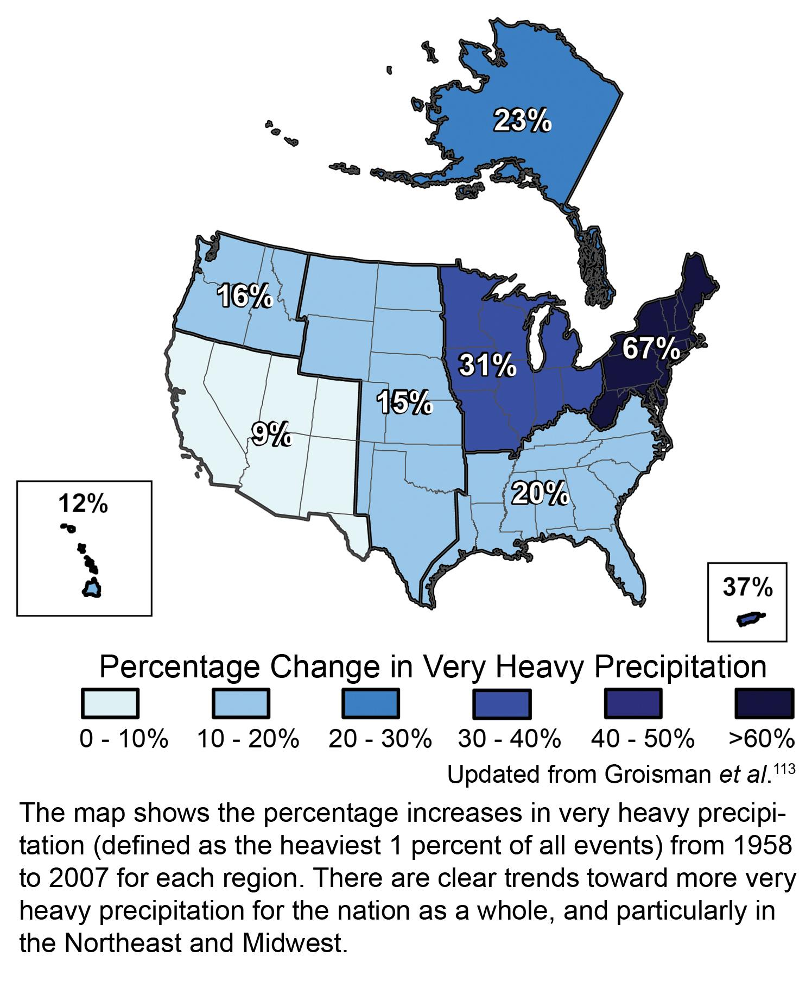 23%
16%
67%
31%
15%
9%
12%
20%
37%
Percentage Change in Very Heavy Precipitation
0 - 10% 10 - 20% 20 - 30% 30 - 40% 40 - 50% >60%
Updated from Groisman et al.113
The map shows the percentage increases in very heavy precipi-
tation (defined as the heaviest 1 percent of all events) from 1958
to 2007 for each region. There are clear trends toward more very
heavy precipitation for the nation as a whole, and particularly in
the Northeast and Midwest.